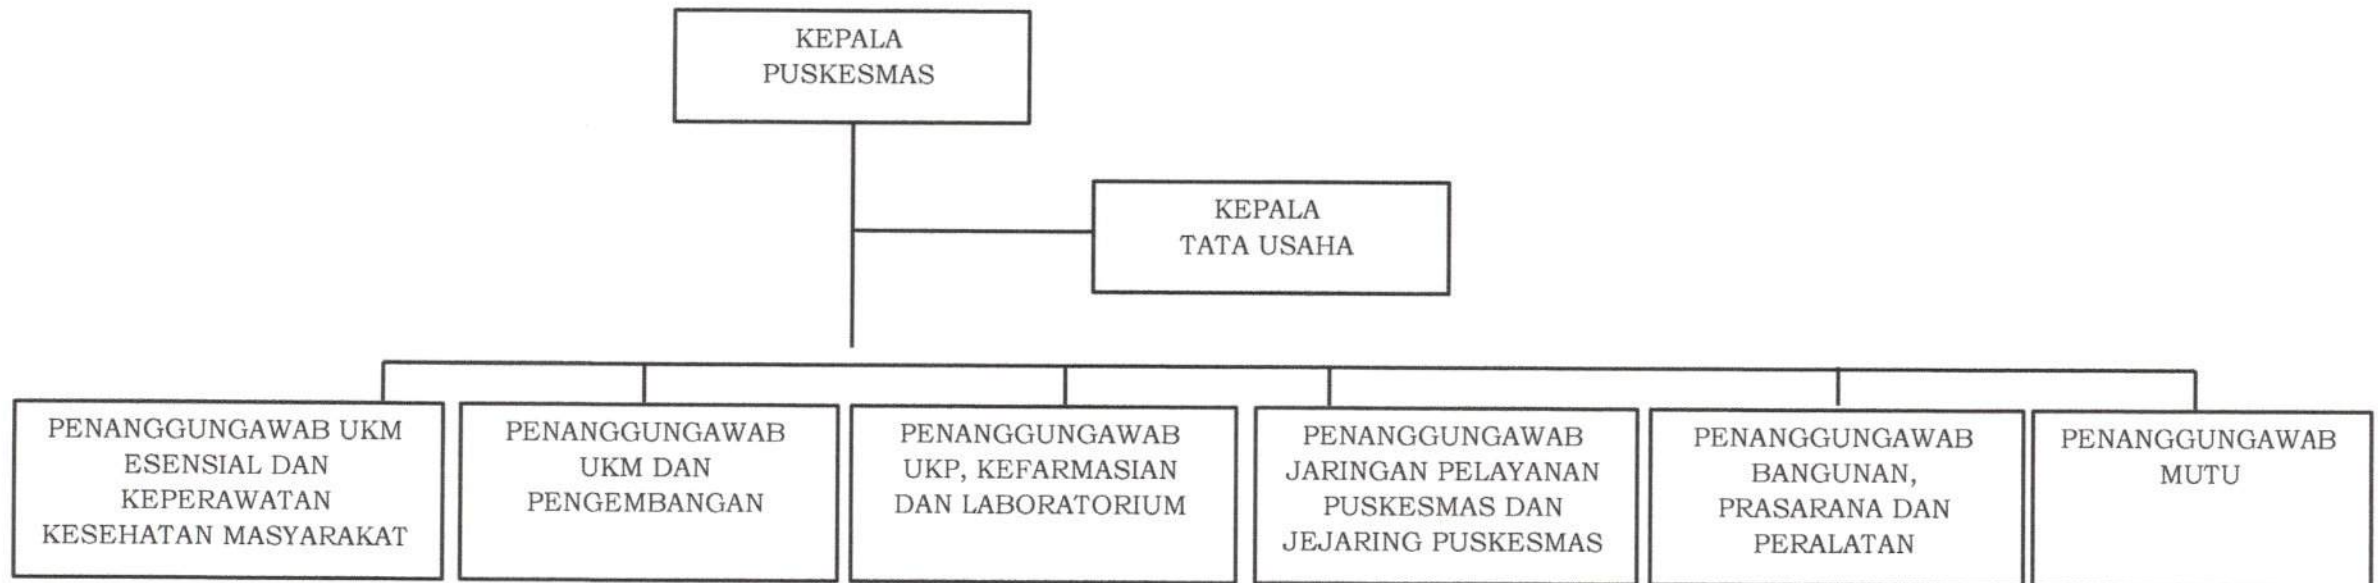 KEPALA
PUSKESMAS
KEPALA
TATA USAHA
PENANGGUNGAWAB UKM
ESENSIAL DAN
KEPERAWATAN
KESEHATAN MASYARAKAT
PENANGGUNGAWAB
UKM DAN
PENGEMBANGAN
PENANGGUNGAWAB
UKP, KEFARMASIAN
DAN LABORATORIUM
PENANGGUNGAWAB
JARINGAN PELAYANAN
PUSKESMAS DAN
JEJARING PUSKESMAS
PENANGGUNGAWAB
BANGUNAN,
PRASARANA DAN
PERALATAN
PENANGGUNGAWAB
MUTU